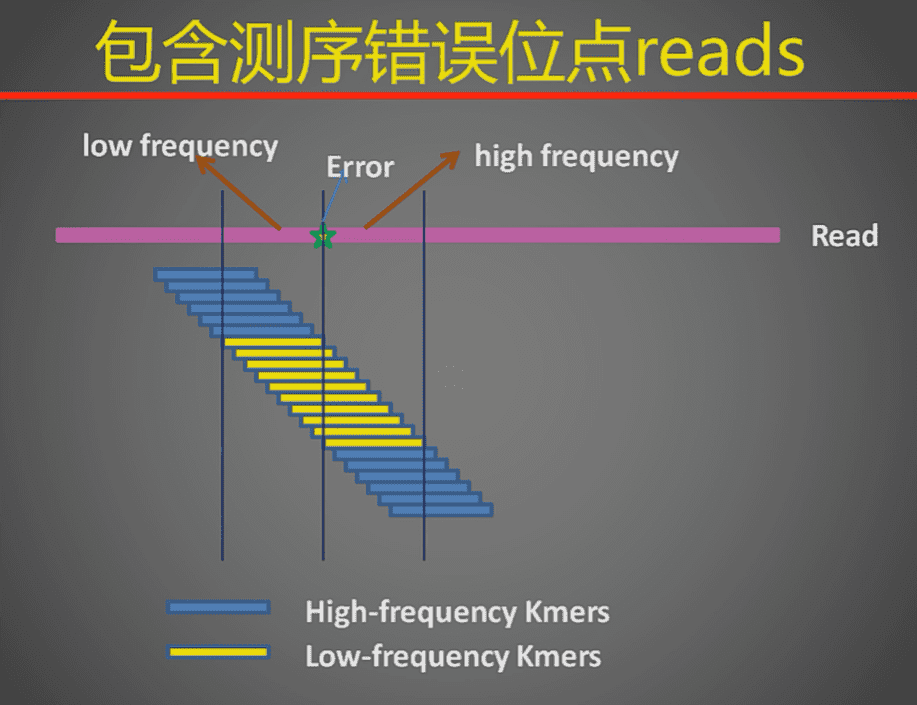 包含测序错误位点reads
low frequency
Error
high frequency
Read
High-frequency Kmers
Low-frequency Kmers